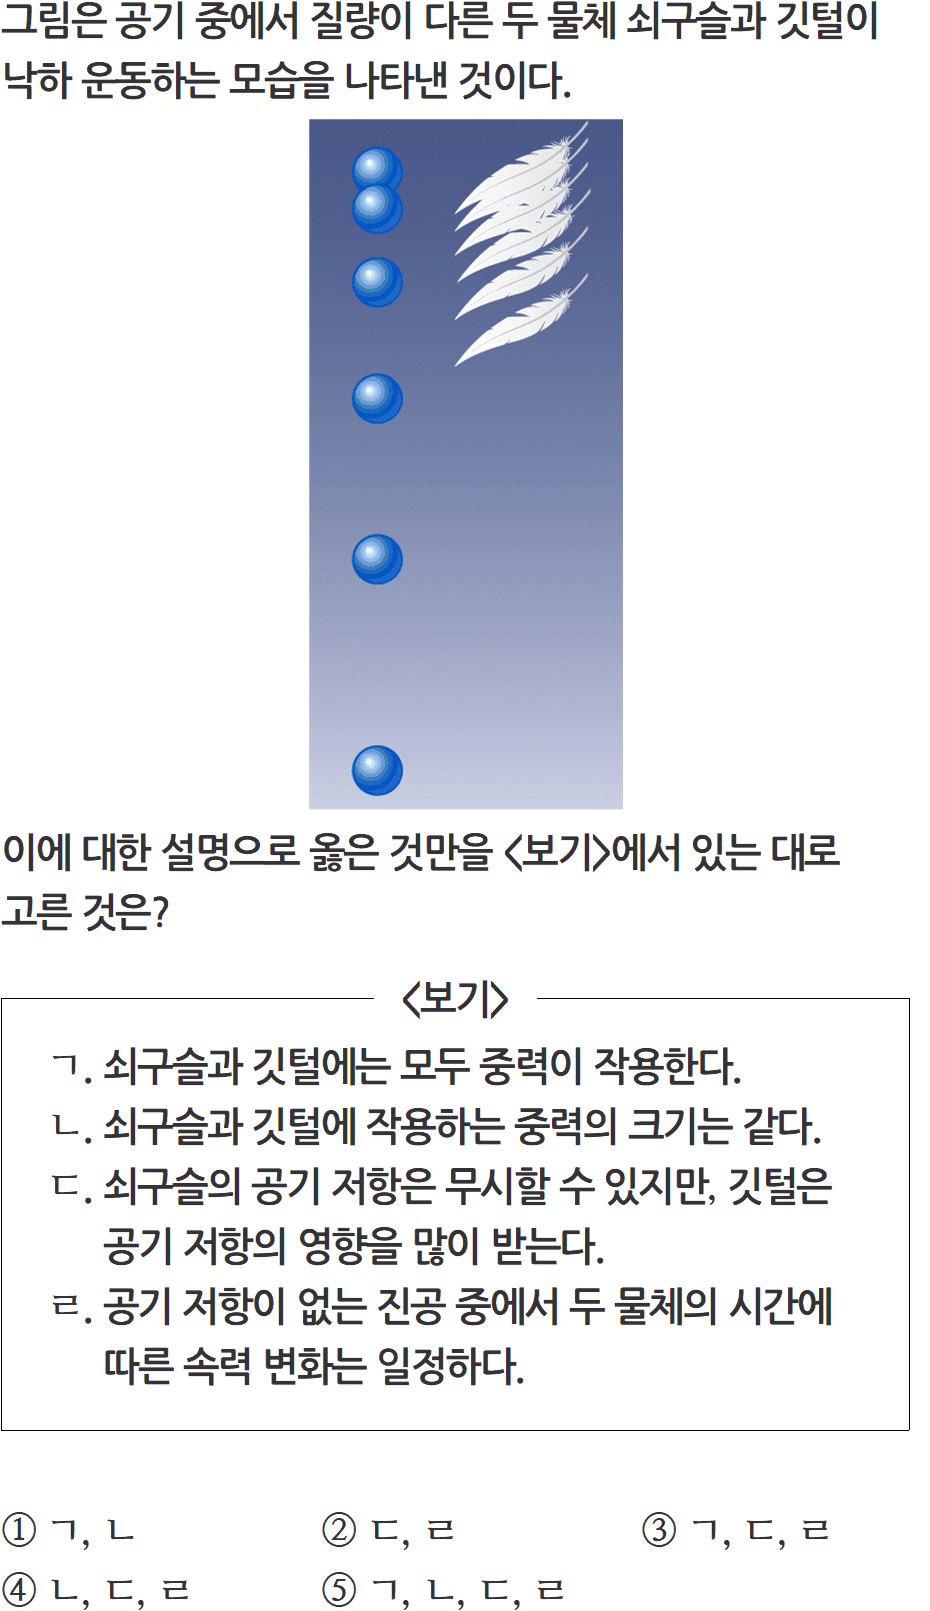 그림은 공기 중에서 질량이 다른 두 물체 쇠구슬과 깃털이
낙하 운동하는 모습을 나타낸 것이다.
이에 대한 설명으로 옳은 것만을 <보기>에서 있는 대로
고른 것은?
<보기>
ㄱ. 쇠구슬과 깃털에는 모두 중력이 작용한다.
ㄴ. 쇠구슬과 깃털에 작용하는 중력의 크기는 같다.
ㄷ. 쇠구슬의 공기 저항은 무시할 수 있지만, 깃털은
공기 저항의 영향을 많이 받는다.
ㄹ. 공기 저항이 없는 진공 중에서 두 물체의 시간에
따른 속력 변화는 일정하다.
① ㄱ, ㄴ ② ㄷ, ㄹ ③ ㄱ, ㄷ, ㄹ
④ ㄴ, ㄷ, ㄹ ⑤ ㄱ, ㄴ, ㄷ, ㄹ